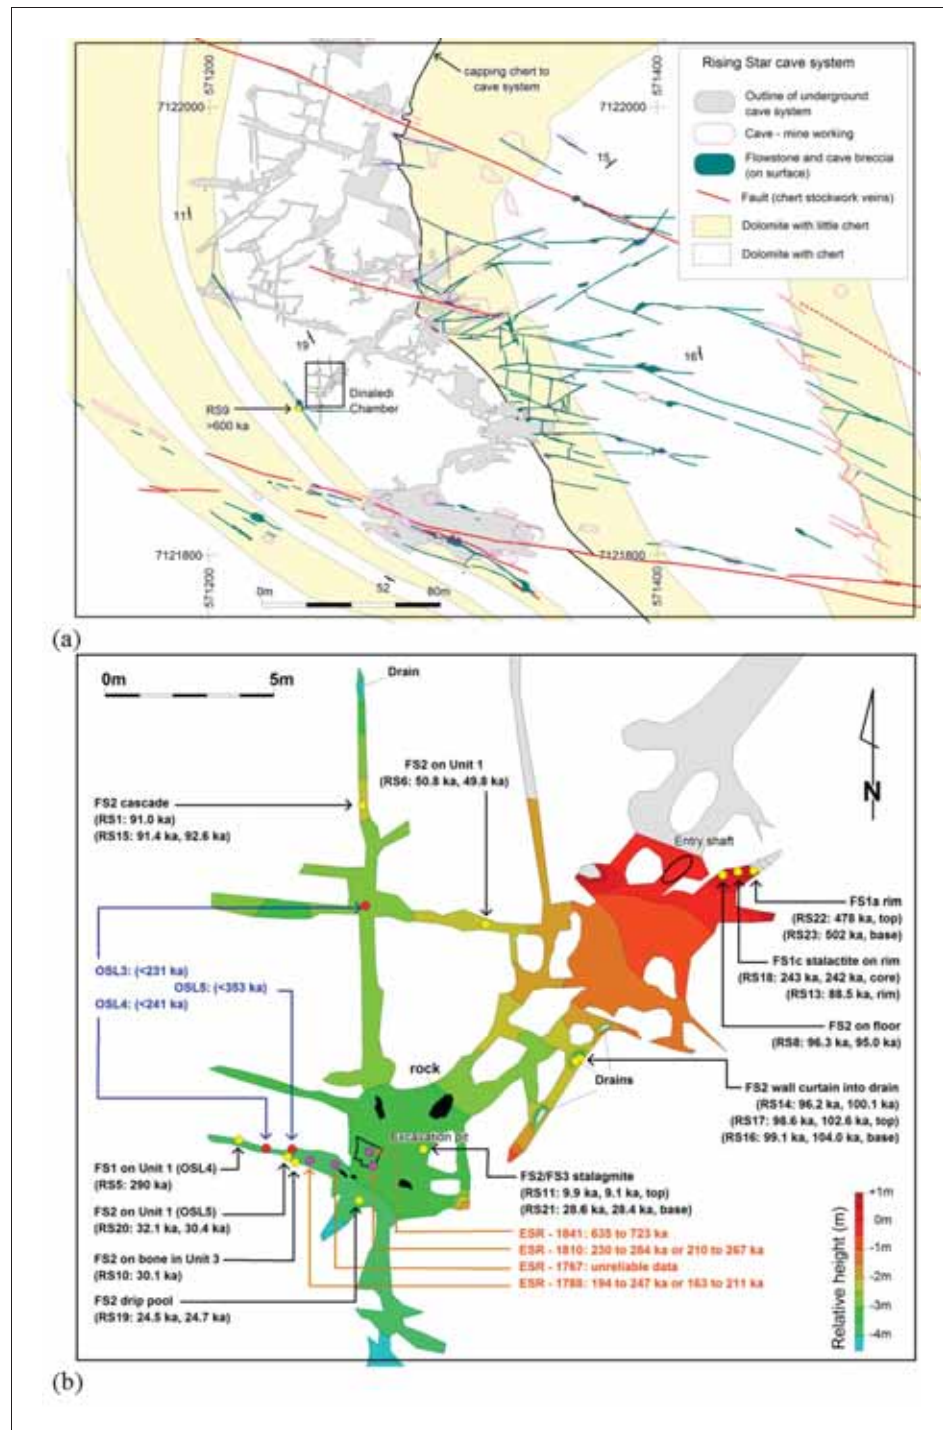 571200
571400
7122000
capping chert to
cave system
Rising Star cave system
Outline of underground
cave system
Cave - mine working
Flowstone and cave breccia
(on surface)
Fault (chert stockwork veins)
Dolomite with little chert
Dolomite with chert
15
11
19
16
Dinaledi
Chamber
RS9
>600 ka
7121800
7121800
571200
571400
52
0m
80m
(a)
0m
5m
Drain
FS2 on Unit 1
(RS6: 50.8 ka, 49.8 ka)
N
FS2 cascade
(RS1: 91.0 ka)
(RS15: 91.4 ka, 92.6 ka)
Entry shaft
FS1a rim
(RS22: 478 ka, top)
(RS23: 502 ka, base)
FS1c stalactite on rim
(RS18: 243 ka, 242 ka, core)
(RS13: 88.5 ka, rim)
OSL3: (<231 ka)
OSL5: (<353 ka)
OSL4: (<241 ka)
FS2 on floor
(RS8: 96.3 ka, 95.0 ka)
rock
Drains
FS2 wall curtain into drain
(RS14: 96.2 ka, 100.1 ka)
(RS17: 98.6 ka, 102.6 ka, top)
(RS16: 99.1 ka, 104.0 ka, base)
Excavation pit
FS1 on Unit 1 (OSL4)
(RS5: 290 ka)
FS2/FS3 stalagmite
(RS11: 9.9 ka, 9.1 ka, top)
(RS21: 28.6 ka, 28.4 ka, base)
FS2 on Unit 1 (OSL5)
(RS20: 32.1 ka, 30.4 ka)
ESR - 1841: 635 to 723 ka
ESR - 1810: 230 to 284 ka or 210 to 267 ka
ESR - 1767: unreliable data
ESR - 1788: 194 to 247 ka or 163 to 211 ka
FS2 on bone in Unit 3
(RS10: 30.1 ka)
FS2 drip pool
(RS19: 24.5 ka, 24.7 ka)
Relative height (m)
+1m
0m
-1m
-2m
-3m
-4m
(b)